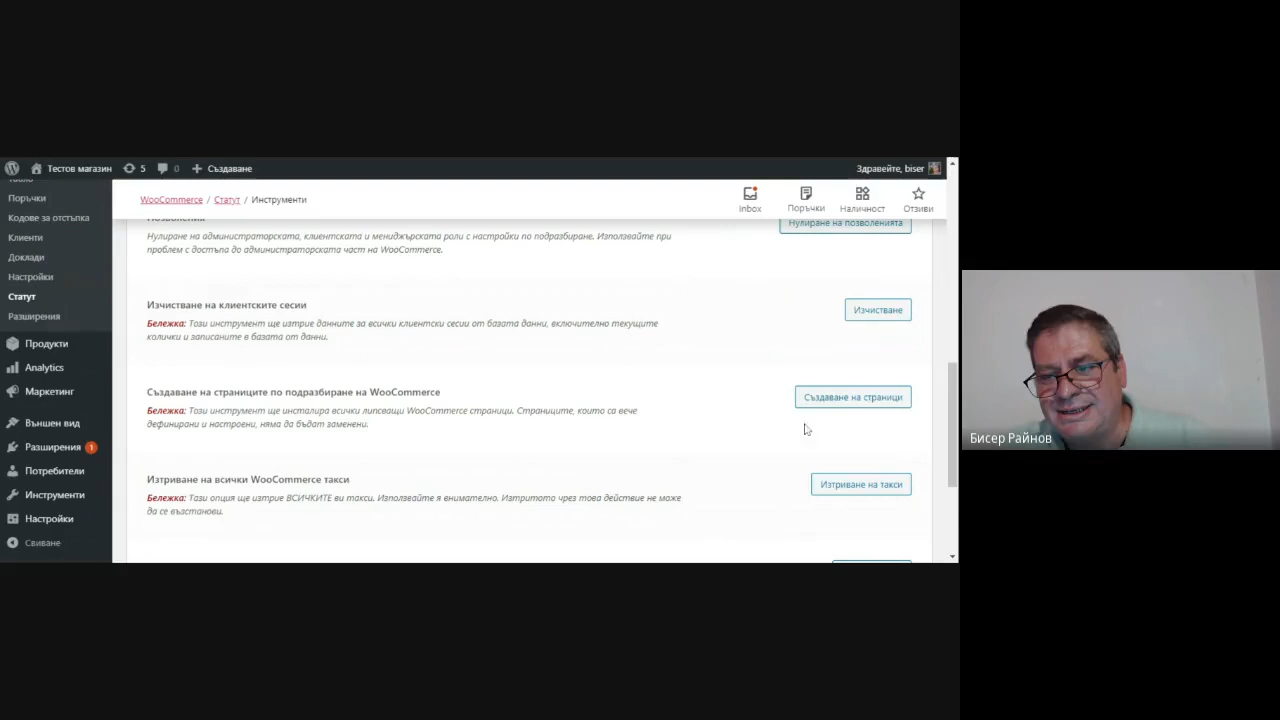 Тестов магазин
5
0
Създаване
Здравейте, biser
Поръчки
Кодове за отстъпка
Клиенти
Доклади
Настройки
Статут
Разширения
Продукти
Analytics
Маркетинг
Външен вид
Разширения 1
Потребители
Инструменти
Настройки
Свиване
WooCommerce / Статут / Инструменти
Inbox
Поръчки
Наличност
Отзиви
Позволения
Нулиране на администраторската, клиентската и мениджърската роли с настройки по подразбиране. Използвайте при
проблем с достъпа до администраторската част на WooCommerce.
Нулиране на позволенията
Изчистване на клиентските сесии
Бележка: Този инструмент ще изтрие данните за всички клиентски сесии от базата данни, включително текущите
колички и записаните в базата от данни.
Изчистване
Създаване на страниците по подразбиране на WooCommerce
Бележка: Този инструмент ще инсталира всички липсващи WooCommerce страници. Страниците, които са вече
дефинирани и настроени, няма да бъдат заменени.
Създаване на страници
Изтриване на всички WooCommerce такси
Бележка: Тази опция ще изтрие ВСИЧКИТЕ ви такси. Използвайте я внимателно. Изтритото чрез това действие не може
да се възстанови.
Изтриване на такси
Бисер Райнов